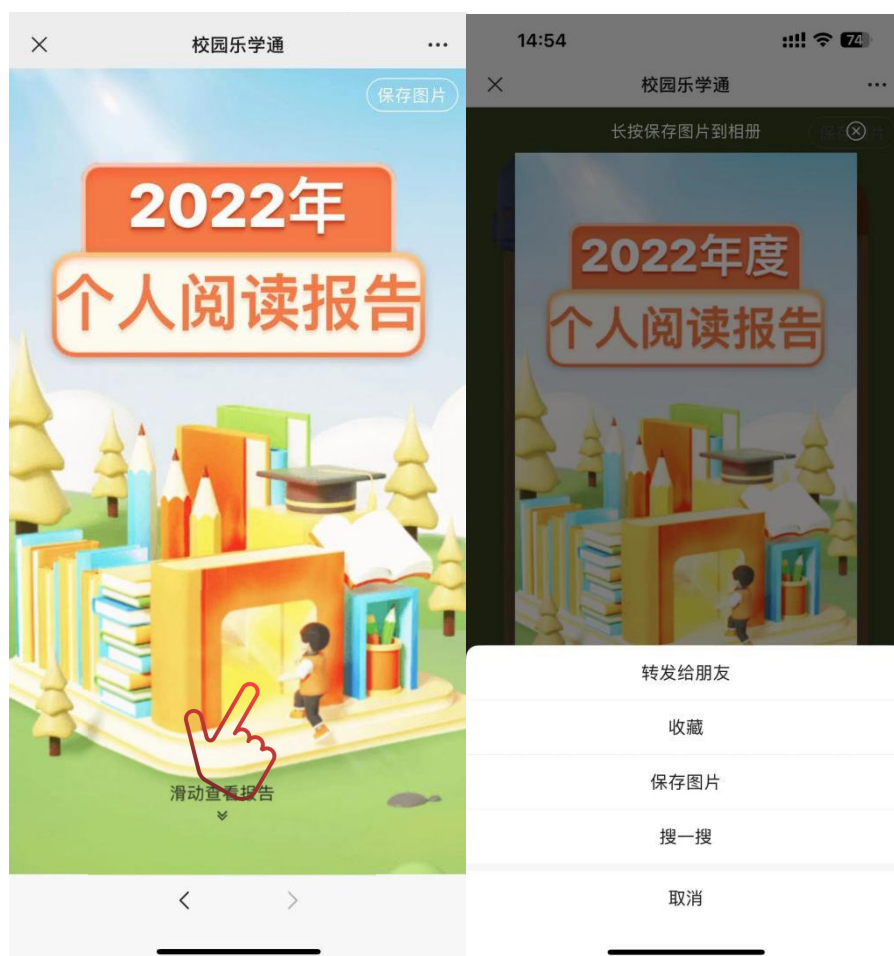 校园乐学通
保存图片
2022年
个人阅读报告
滑动查看报告
14:54
74
校园乐学通
长按保存图片到相册
2022年度
个人阅读报告
转发给朋友
收藏
保存图片
搜一搜
取消